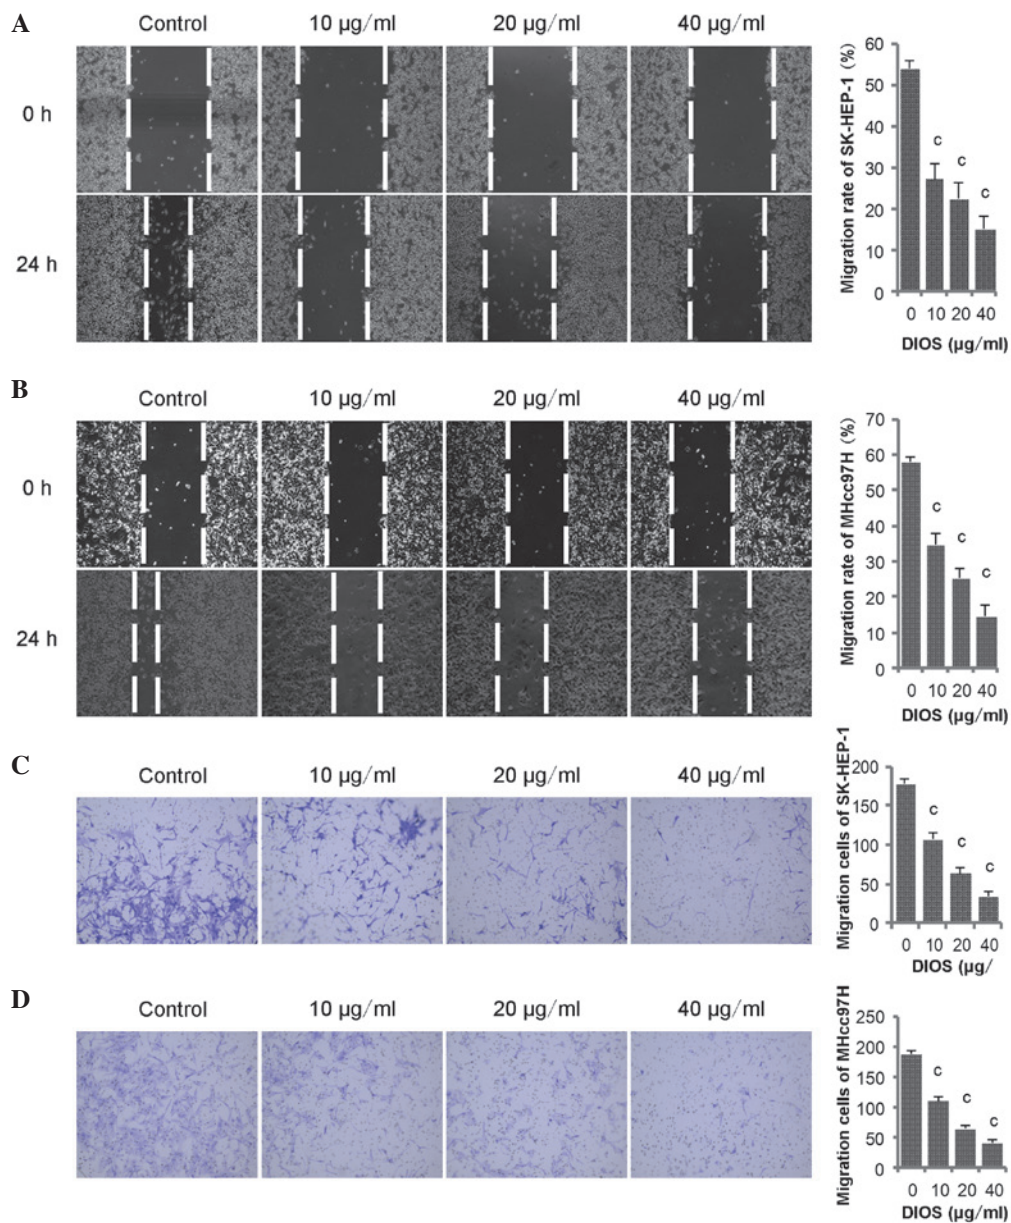 A
Control 10 µg/ml 20 µg/ml 40 µg/ml
0 h
24 h
Migration rate of SK-HEP-1 (%)
60
50
40
30
20
10
0
c
c
c
0 10 20 40
DIOS (µg/ml)
B
Control 10 µg/ml 20 µg/ml 40 µg/ml
0 h
24 h
Migration rate of MHcc97H (%)
70
60
50
40
30
20
10
0
c
c
c
0 10 20 40
DIOS (µg/ml)
C
Control 10 µg/ml 20 µg/ml 40 µg/ml
Migration cells of SK-HEP-1
200
150
100
50
0
c
c
c
0 10 20 40
DIOS (µg/
D
Control 10 µg/ml 20 µg/ml 40 µg/ml
Migration cells of MHcc97H
250
200
150
100
50
0
c
c
c
0 10 20 40
DIOS (µg/ml)